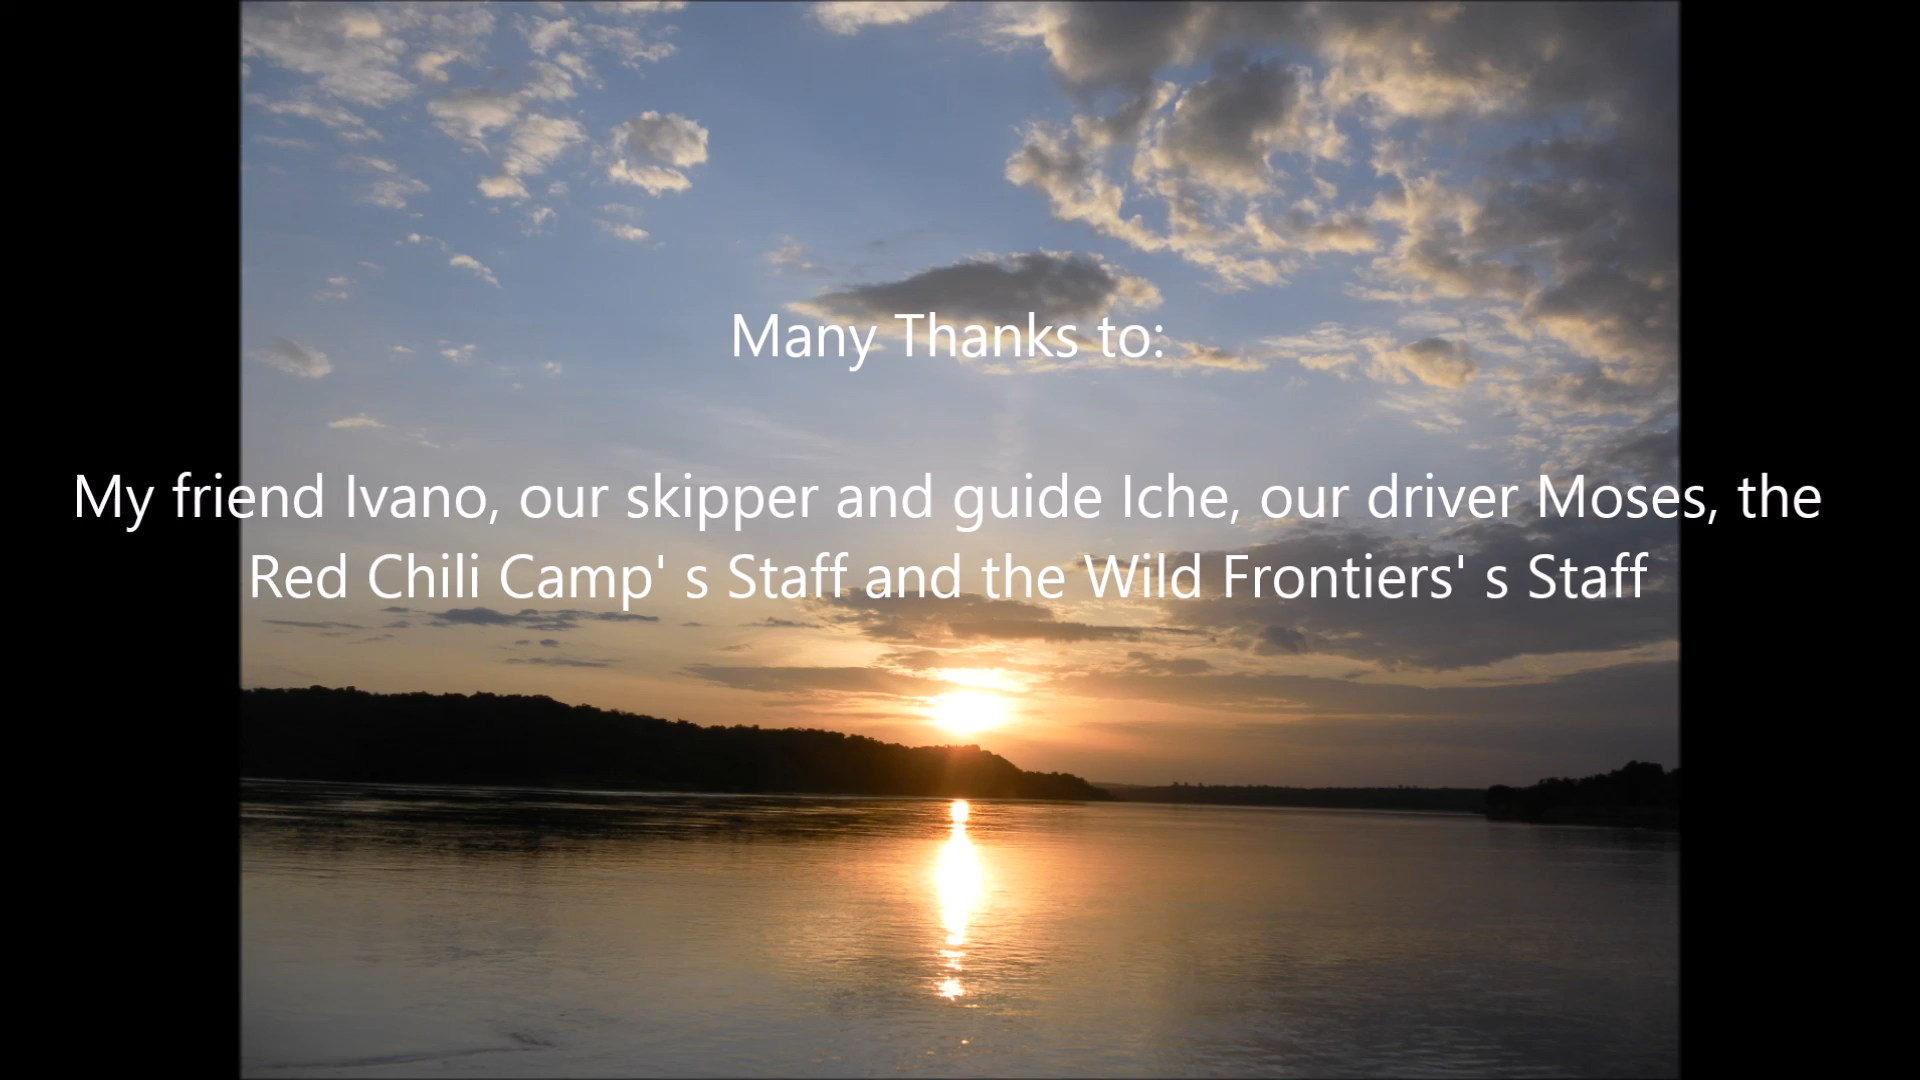 Many Thanks to:
My friend Ivano, our skipper and guide Iche, our driver Moses, the
Red Chili Camp' s Staff and the Wild Frontiers' s Staff